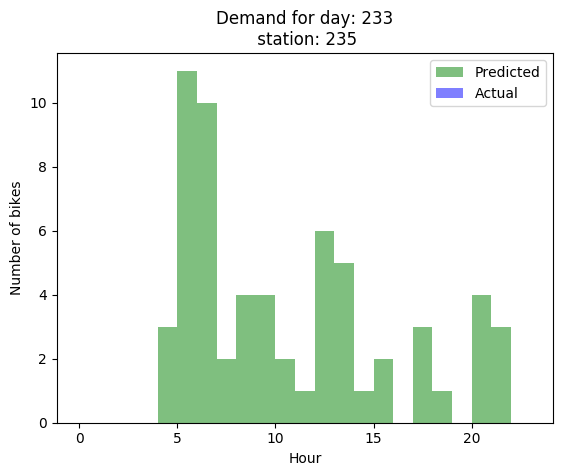 Demand for day: 233
station: 235
Predicted
Actual
Number of bikes
10
8
6
4
2
0
0
5
10
15
20
Hour